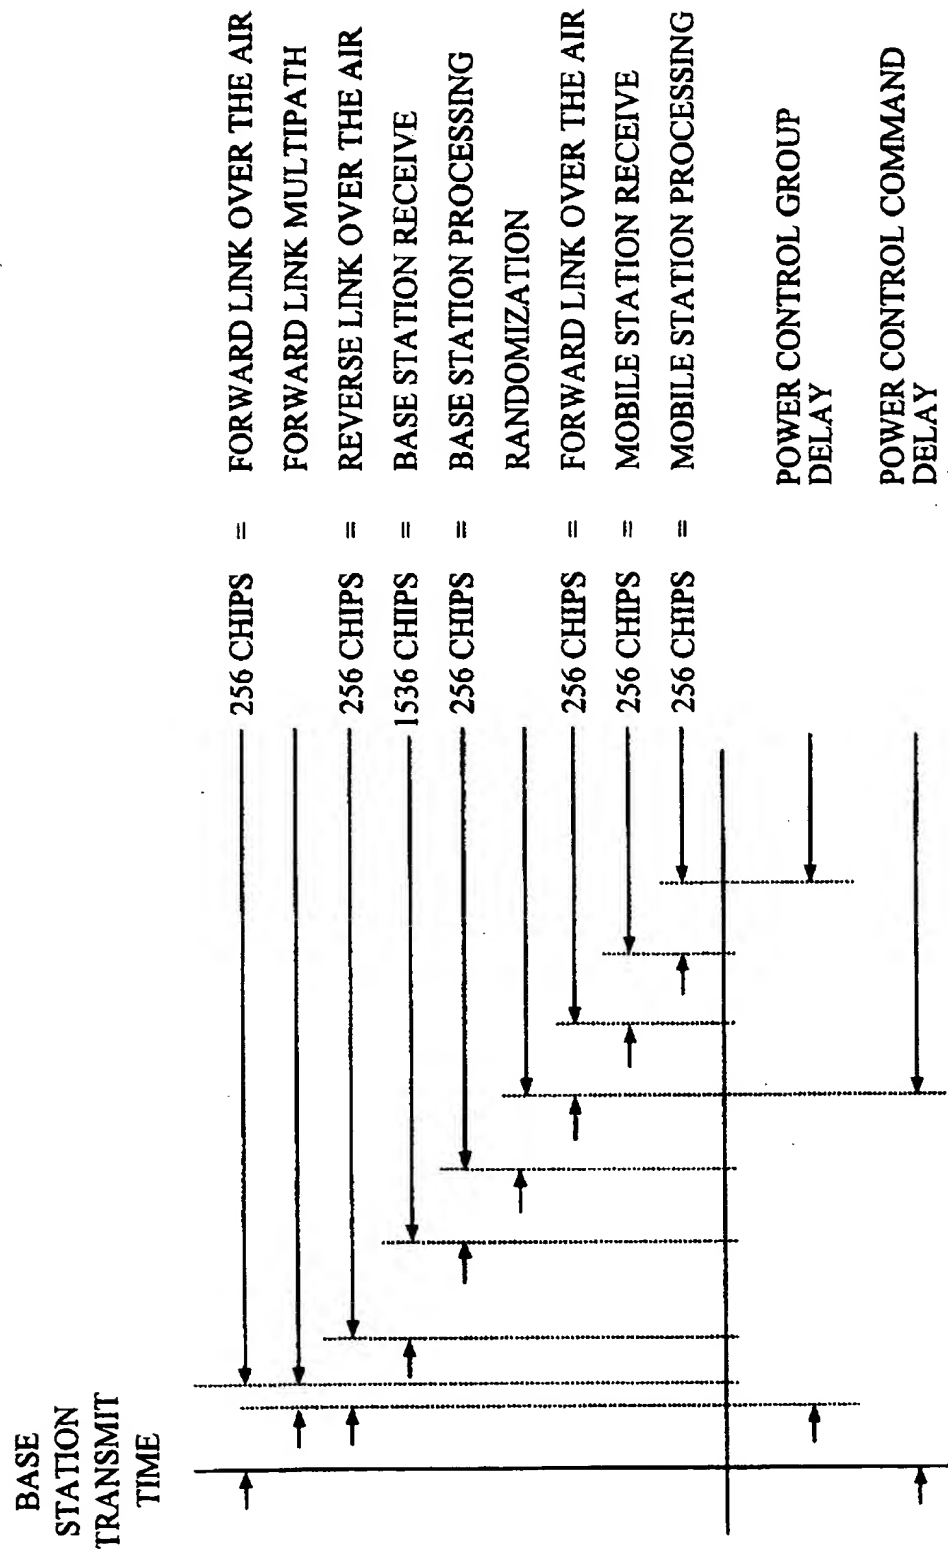 BASE
STATION
TRANSMIT
TIME
256 CHIPS = FORWARD LINK OVER THE AIR
FORWARD LINK MULTIPATH
256 CHIPS = REVERSE LINK OVER THE AIR
1536 CHIPS = BASE STATION RECEIVE
256 CHIPS = BASE STATION PROCESSING
RANDOMIZATION
256 CHIPS = FORWARD LINK OVER THE AIR
256 CHIPS = MOBILE STATION RECEIVE
256 CHIPS = MOBILE STATION PROCESSING
POWER CONTROL GROUP
DELAY
POWER CONTROL COMMAND
DELAY